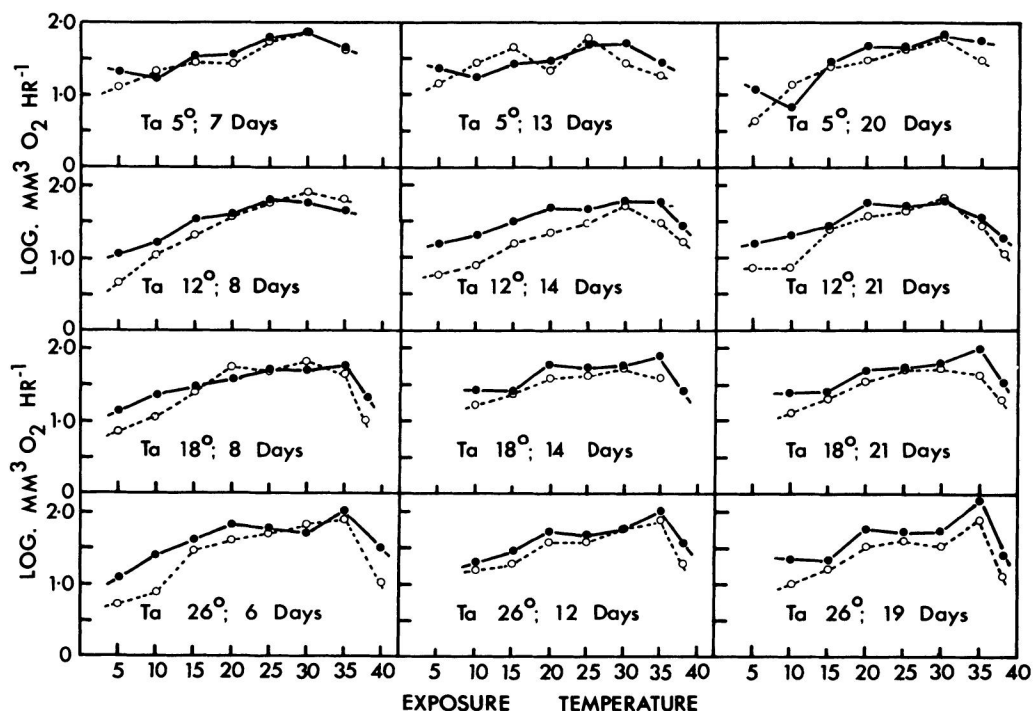 2·0
1·0
0
LOG. MM³ O₂ HR⁻¹
Ta 5°; 7 Days
Ta 5°; 13 Days
Ta 5°; 20 Days
2·0
1·0
0
Ta 12°; 8 Days
Ta 12°; 14 Days
Ta 12°; 21 Days
2·0
1·0
0
LOG. MM³ O₂ HR⁻¹
Ta 18°; 8 Days
Ta 18°; 14 Days
Ta 18°; 21 Days
2·0
1·0
0
Ta 26°; 6 Days
Ta 26°; 12 Days
Ta 26°; 19 Days
5 10 15 20 25 30 35 5 10 15 20 25 30 35 5 10 15 20 25 30 35 40
EXPOSURE TEMPERATURE